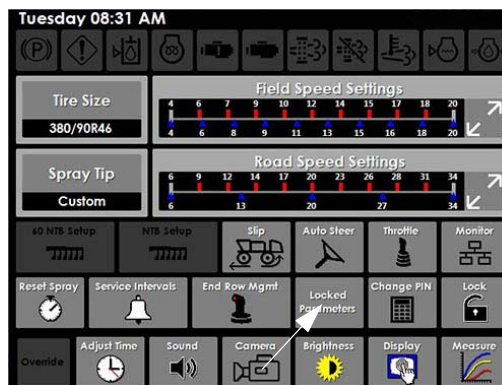 Tuesday 08:31 AM
(P)
Tire Size
380/90R46
Field Speed Settings
4 6 7 9 10 12 14 15 17 18 20
4 6 8 9 11 13 15 16 18 20
Spray Tip
Custom
Road Speed Settings
6 9 12 14 17 20 23 26 28 31 34
6 13 20 27 34
60 NTB Setup
NTB Setup
Slip
Auto Steer
Throttle
Monitor
Reset Spray
Service Intervals
End Row Mgmt
Locked
Parameters
Change PIN
Lock
Override
Adjust Time
Sound
Camera
Brightness
Display
Measure